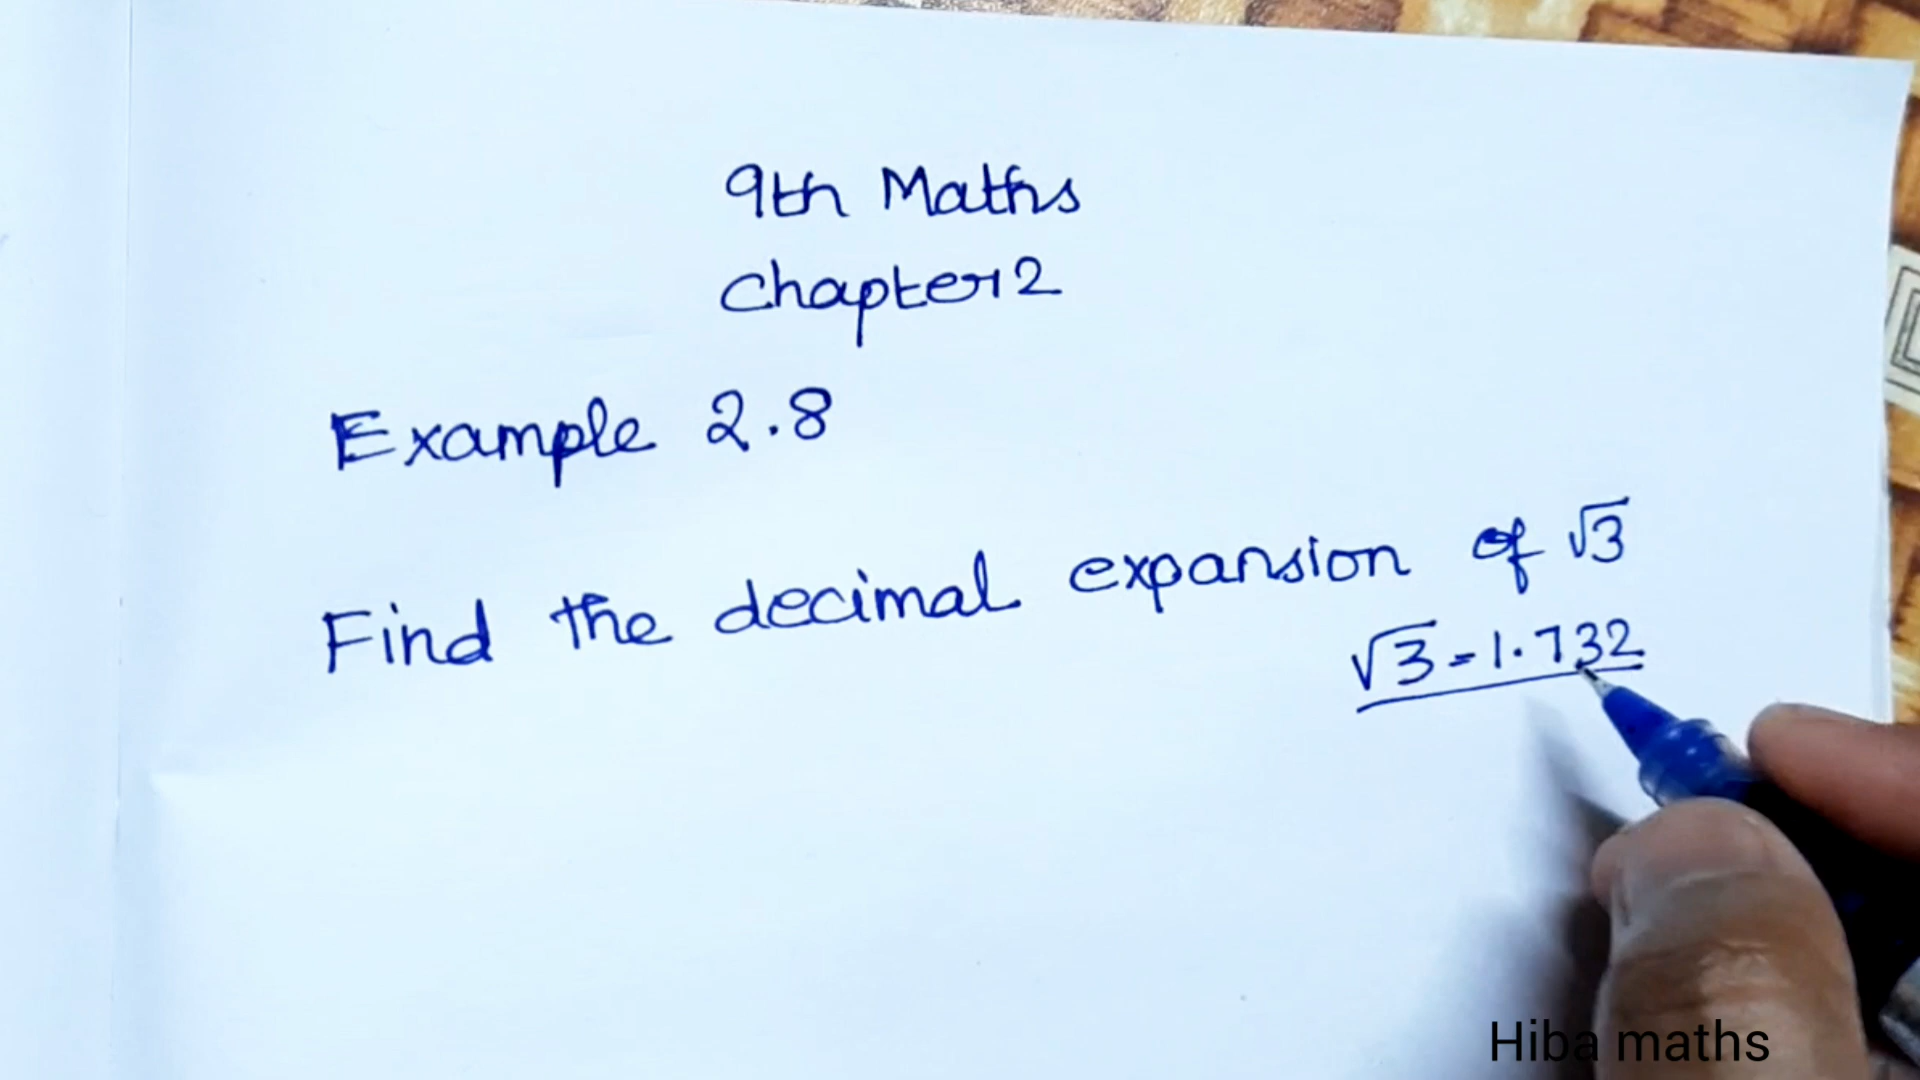 9th Maths
Chapter 2
Example 2.8
Find the decimal expansion of √3
√3 = 1.732
Hiba maths